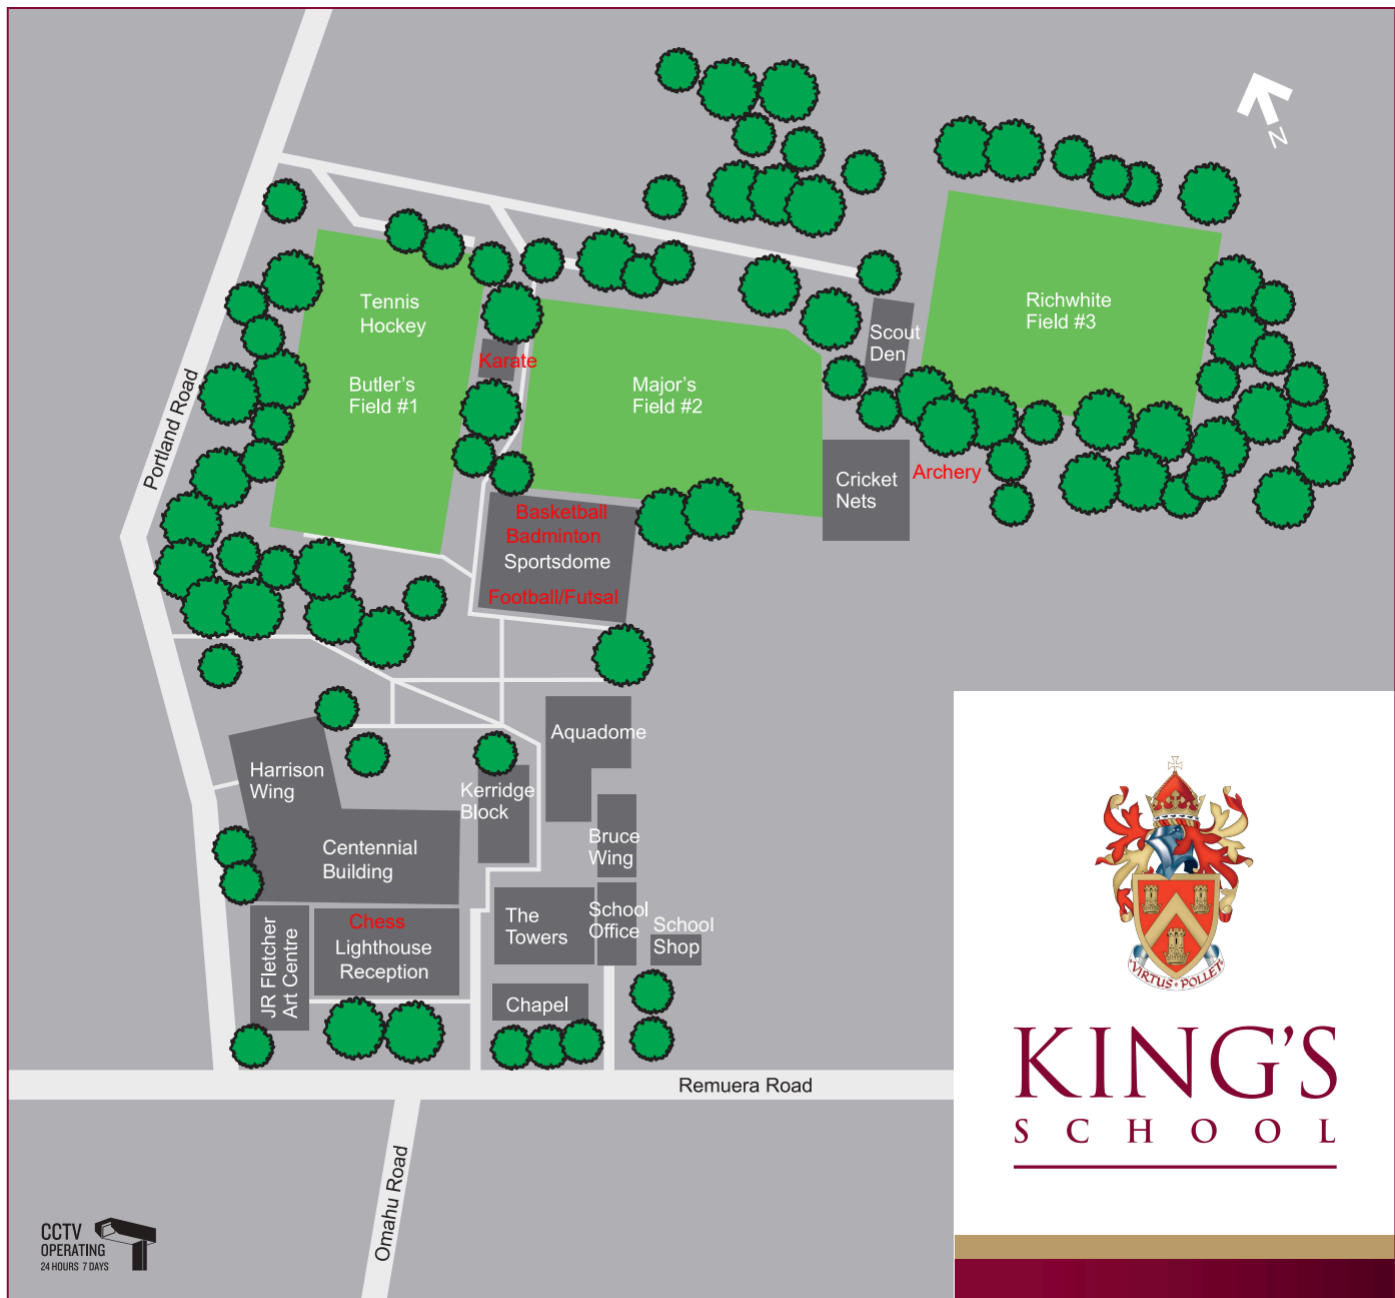 N
Tennis
Hockey
Butler's
Field #1
Karate
Major's
Field #2
Scout
Den
Richwhite
Field #3
Portland Road
Cricket
Nets
Archery
Basketball
Badminton
Sportsdome
Football/Futsal
Aquadome
Harrison
Wing
Kerridge
Block
Centennial
Building
Bruce
Wing
Chess
Lighthouse
Reception
JR Fletcher
Art Centre
The
Towers
School
Office
School
Shop
Chapel
Remuera Road
Omahu Road
CCTV
OPERATING
24 HOURS 7 DAYS
VIRTUS • POLLET
KING'S
SCHOOL